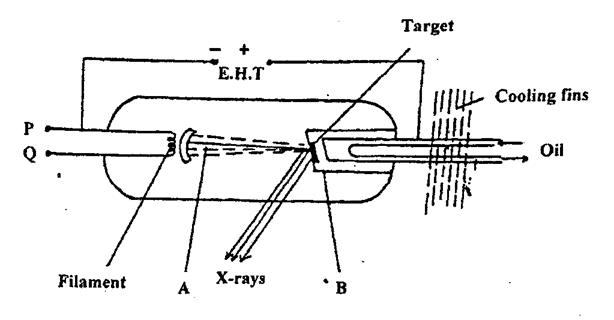 Target
− +
E.H.T
Cooling fins
P
Q
Oil
Filament
A
X-rays
B